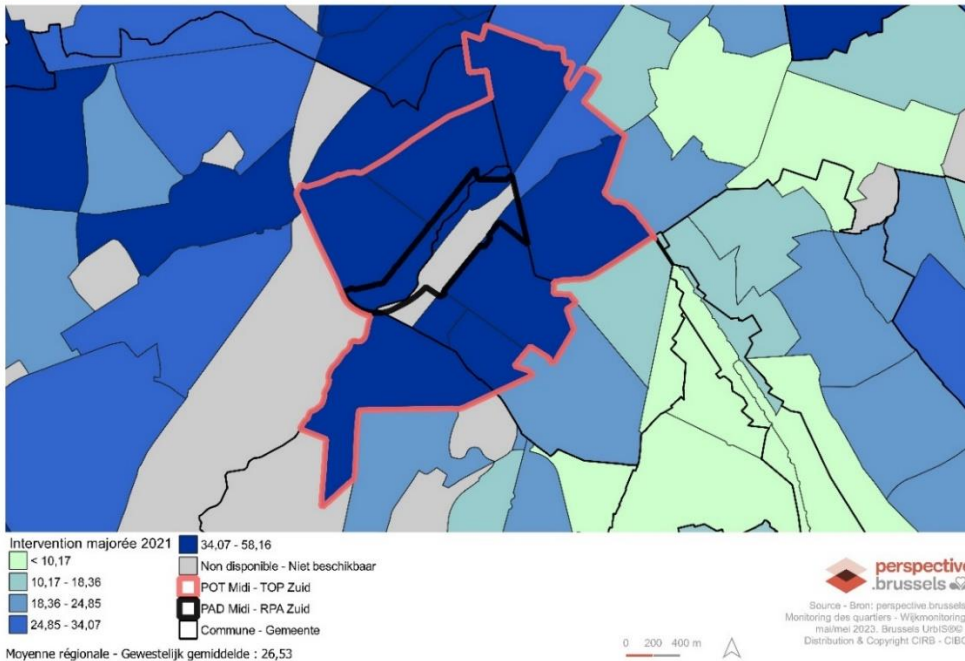 Intervention majorée 2021
< 10,17
10,17 - 18,36
18,36 - 24,85
24,85 - 34,07
34,07 - 58,16
Non disponible - Niet beschikbaar
POT Midi - TOP Zuid
PAD Midi - RPA Zuid
Commune - Gemeente
Moyenne régionale - Gewestelijk gemiddelde : 26,53
0 200 400 m
perspective
.brussels
Source - Bron: perspective.brussels
Monitoring des quartiers - Wijkmonitoring
mai/mei 2023. Brussels UrbIS®©
Distribution & Copyright CIRB - CIBG